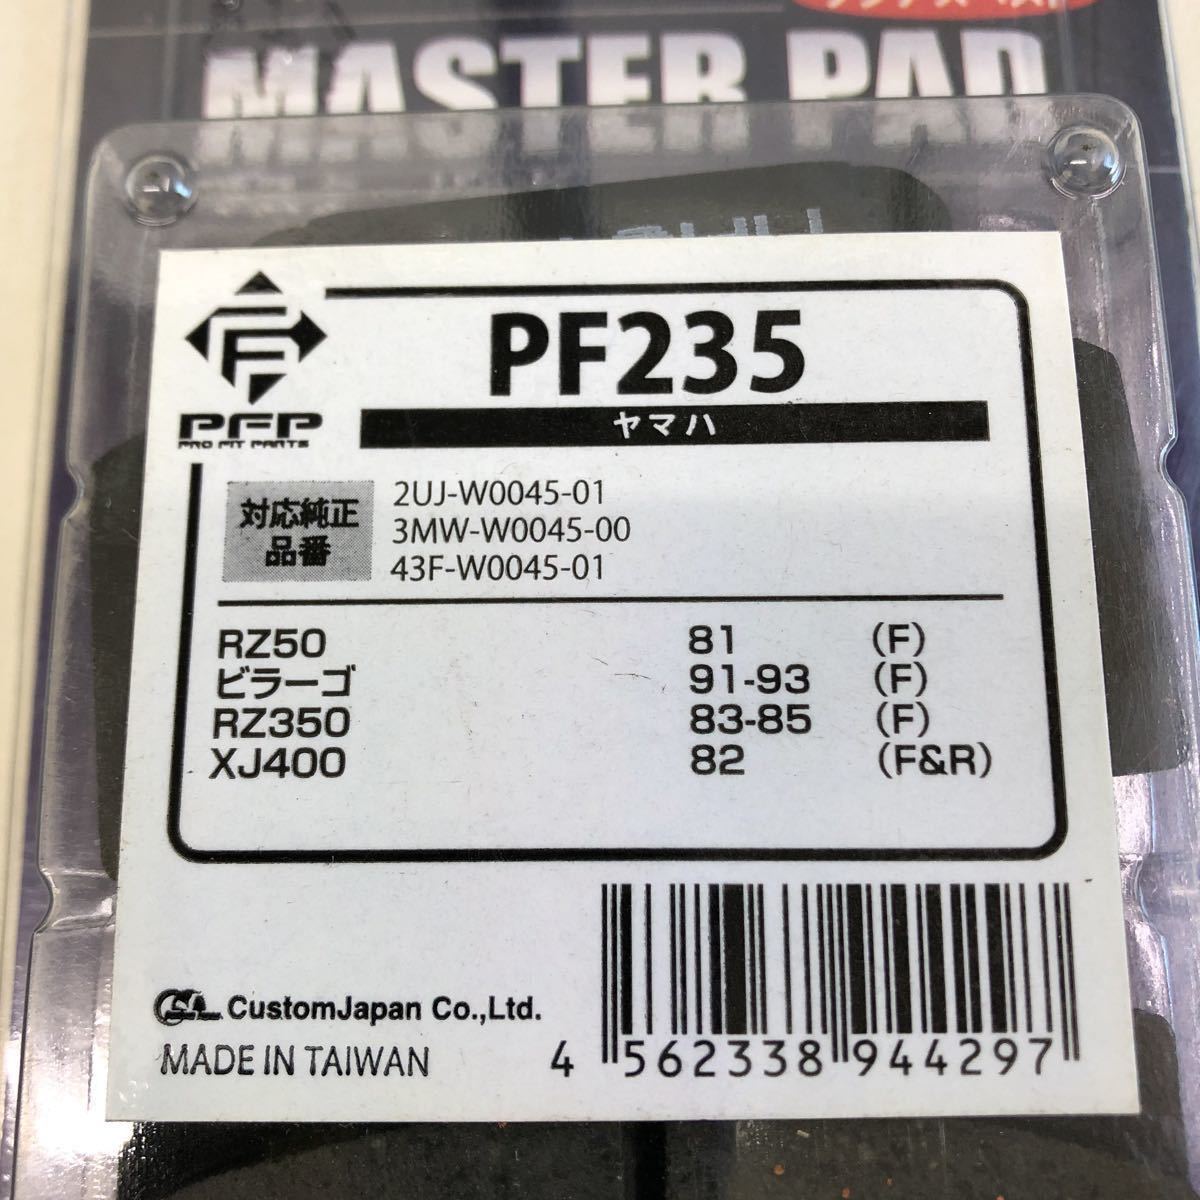 MASTER PAD
PF235
PFP
PRO FIT PARTS
ヤマハ
対応純正
品番
2UJ-W0045-01
3MW-W0045-00
43F-W0045-01
RZ50 81 (F)
ビラーゴ 91-93 (F)
RZ350 83-85 (F)
XJ400 82 (F&R)
CustomJapan Co.,Ltd.
MADE IN TAIWAN
4 562338 944297